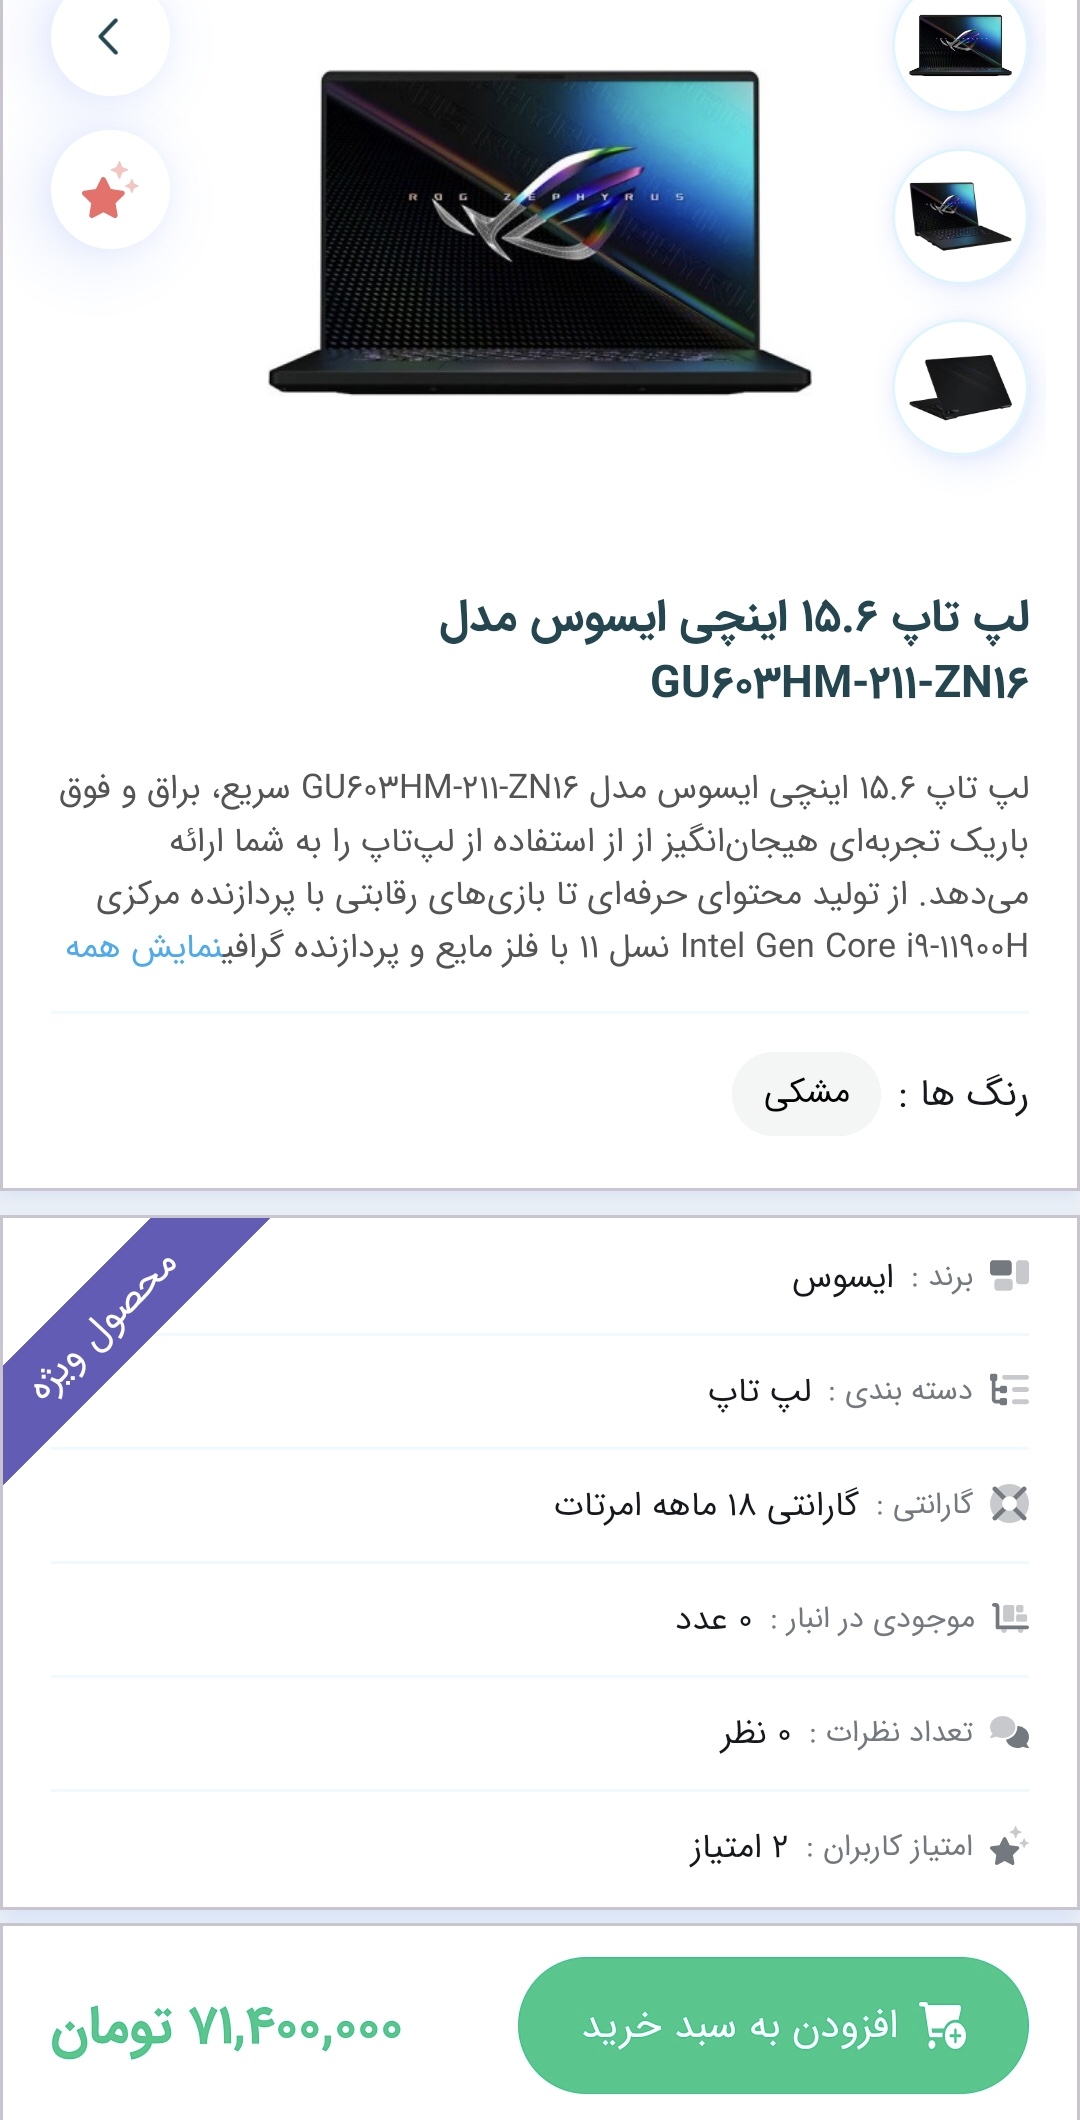 ROG ZEPHYRUS
لپ تاپ ۱۵.۶ اینچی ایسوس مدل
GU۶۰۳HM-۲۱۱-ZN۱۶
لپ تاپ ۱۵.۶ اینچی ایسوس مدل GU۶۰۳HM-۲۱۱-ZN۱۶ سریع، براق و فوق
باریک تجربه‌ای هیجان‌انگیز از از استفاده از لپ‌تاپ را به شما ارائه
می‌دهد. از تولید محتوای حرفه‌ای تا بازی‌های رقابتی با پردازنده مرکزی
Intel Gen Core i۹-۱۱۹۰۰H نسل ۱۱ با فلز مایع و پردازنده گرافینمایش همه
رنگ ها : مشکی
محصول ویژه
برند : ایسوس
دسته بندی : لپ تاپ
گارانتی : گارانتی ۱۸ ماهه امرتات
موجودی در انبار : ۰ عدد
تعداد نظرات : ۰ نظر
امتیاز کاربران : ۲ امتیاز
افزودن به سبد خرید
۷۱,۴۰۰,۰۰۰ تومان